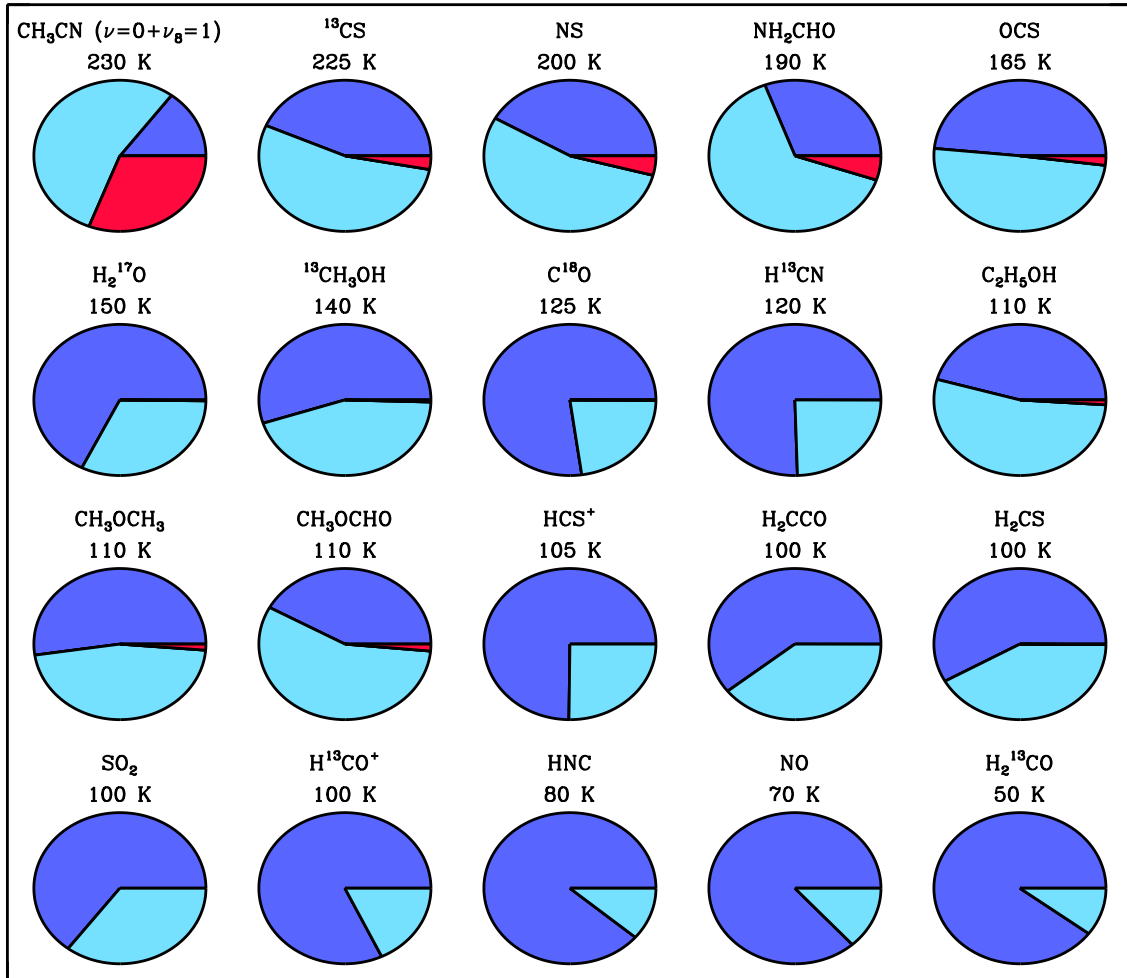 CH₃CN (ν=0+ν₈=1)
230 K
¹³CS
225 K
NS
200 K
NH₂CHO
190 K
OCS
165 K
H₂¹⁷O
150 K
¹³CH₃OH
140 K
C¹⁸O
125 K
H¹³CN
120 K
C₂H₅OH
110 K
CH₃OCH₃
110 K
CH₃OCHO
110 K
HCS⁺
105 K
H₂CCO
100 K
H₂CS
100 K
SO₂
100 K
H¹³CO⁺
100 K
HNC
80 K
NO
70 K
H₂¹³CO
50 K